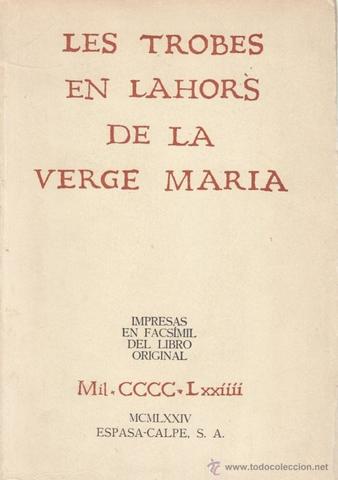 LES TROBES
EN LAHORS
DE LA
VERGE MARIA
IMPRESAS
EN FACSÍMIL
DEL LIBRO
ORIGINAL
Mil·CCCC·Lxxiiii
MCMLXXIV
ESPASA-CALPE, S. A.
www.todocoleccion.net